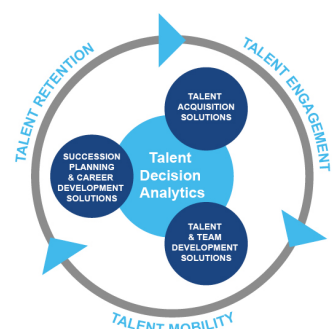 TALENT RETENTION
TALENT ENGAGEMENT
TALENT
ACQUISITION
SOLUTIONS
SUCCESSION
PLANNING
& CAREER
DEVELOPMENT
SOLUTIONS
Talent
Decision
Analytics
TALENT
& TEAM
DEVELOPMENT
SOLUTIONS
TALENT MOBILITY